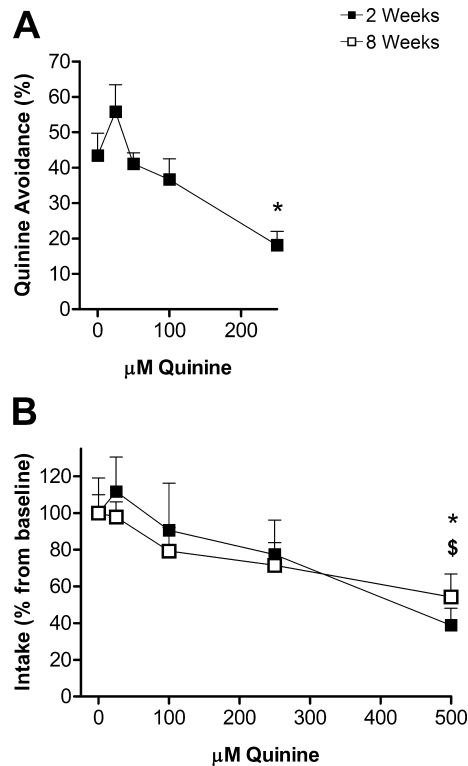 A
2 Weeks
8 Weeks
Quinine Avoidance (%)
70
60
50
40
30
20
10
0
*
0 100 200
μM Quinine
B
Intake (% from baseline)
120
100
80
60
40
20
0
*
$
0 100 200 300 400 500
μM Quinine